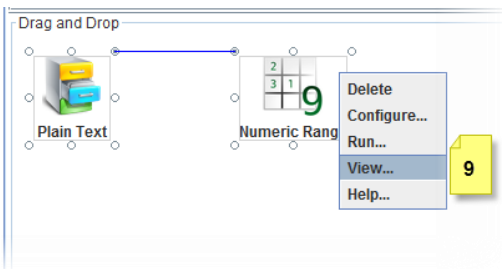 Drag and Drop
2
3 1
9
Plain Text
Numeric Rang
Delete
Configure...
Run...
View...
9
Help...